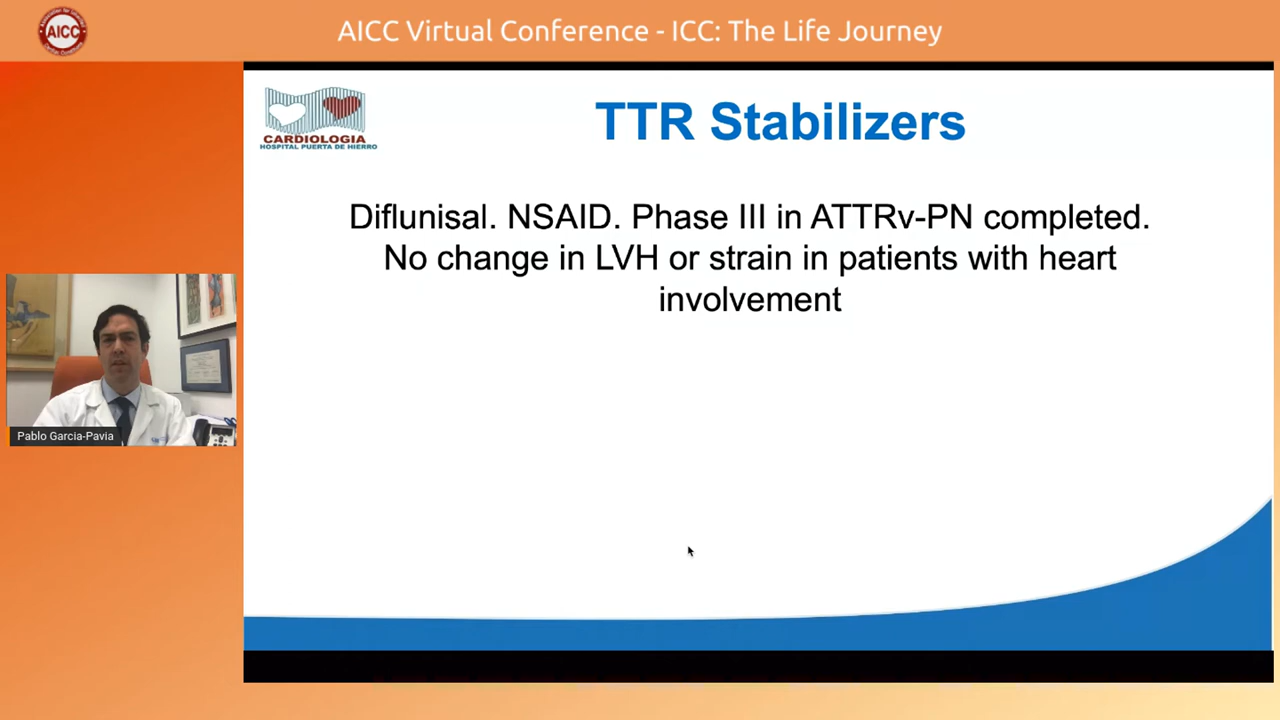 AICC Virtual Conference - ICC: The Life Journey
AICC
CARDIOLOGIA
HOSPITAL PUERTA DE HIERRO
TTR Stabilizers
Diflunisal. NSAID. Phase III in ATTRv-PN completed.
No change in LVH or strain in patients with heart
involvement
Pablo Garcia-Pavia